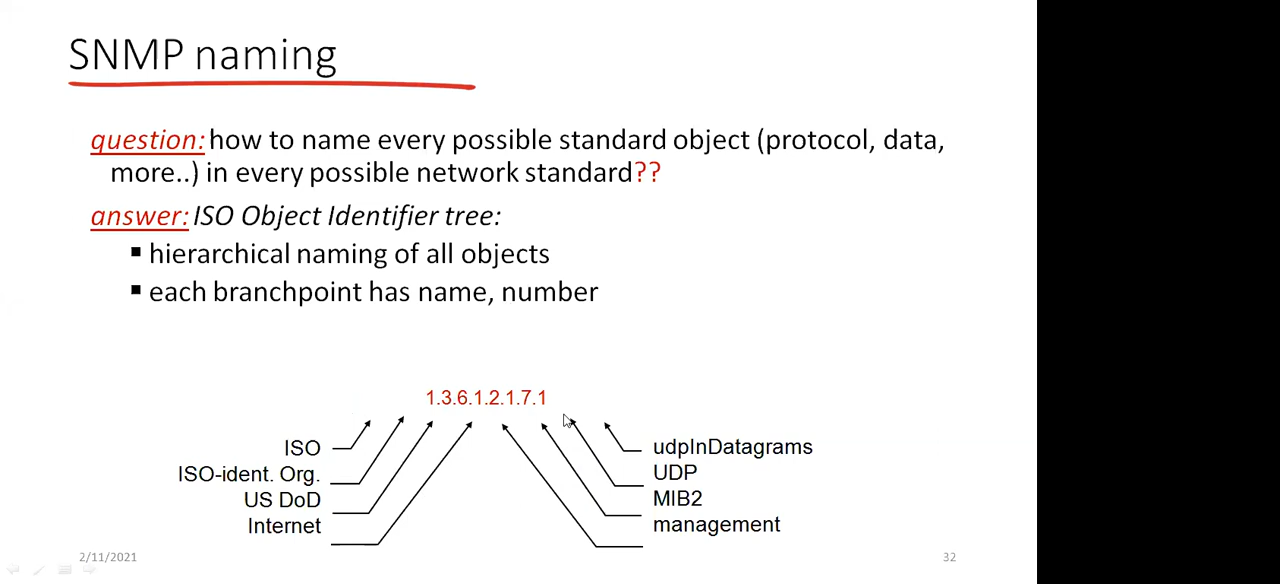 SNMP naming
question: how to name every possible standard object (protocol, data,
more..) in every possible network standard??
answer: ISO Object Identifier tree:
▪ hierarchical naming of all objects
▪ each branchpoint has name, number
1.3.6.1.2.1.7.1
ISO
ISO-ident. Org.
US DoD
Internet
udpInDatagrams
UDP
MIB2
management
2/11/2021
32